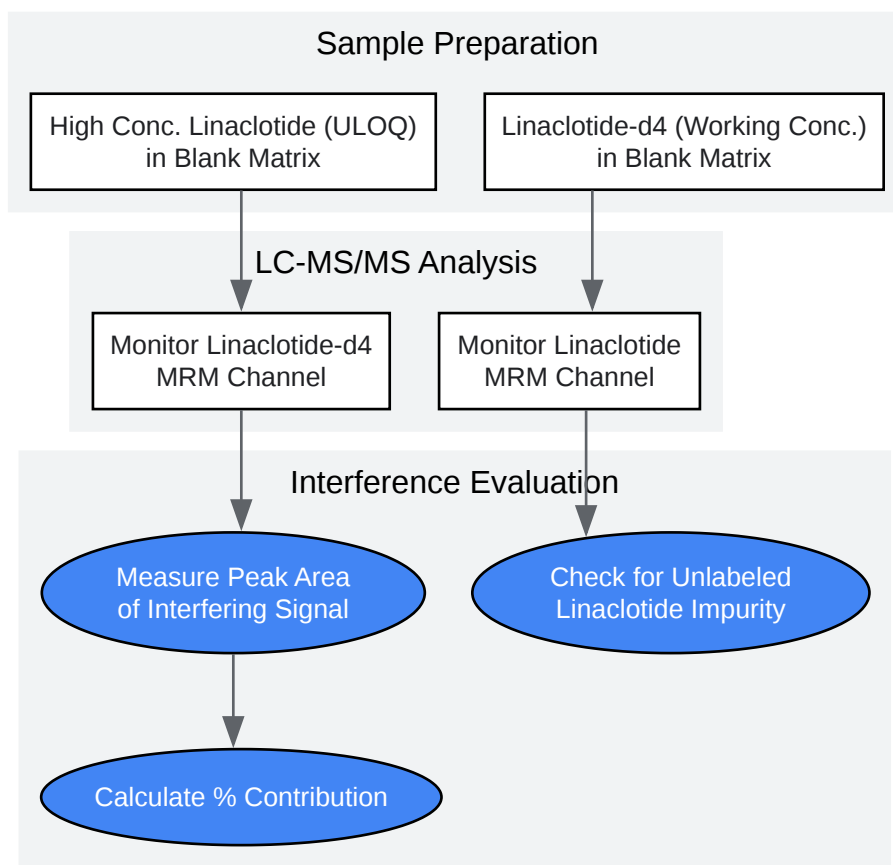 Sample Preparation
High Conc. Linaclotide (ULOQ)
in Blank Matrix
Linaclotide-d4 (Working Conc.)
in Blank Matrix
LC-MS/MS Analysis
Monitor Linaclotide-d4
MRM Channel
Monitor Linaclotide
MRM Channel
Interference Evaluation
Measure Peak Area
of Interfering Signal
Check for Unlabeled
Linaclotide Impurity
Calculate % Contribution